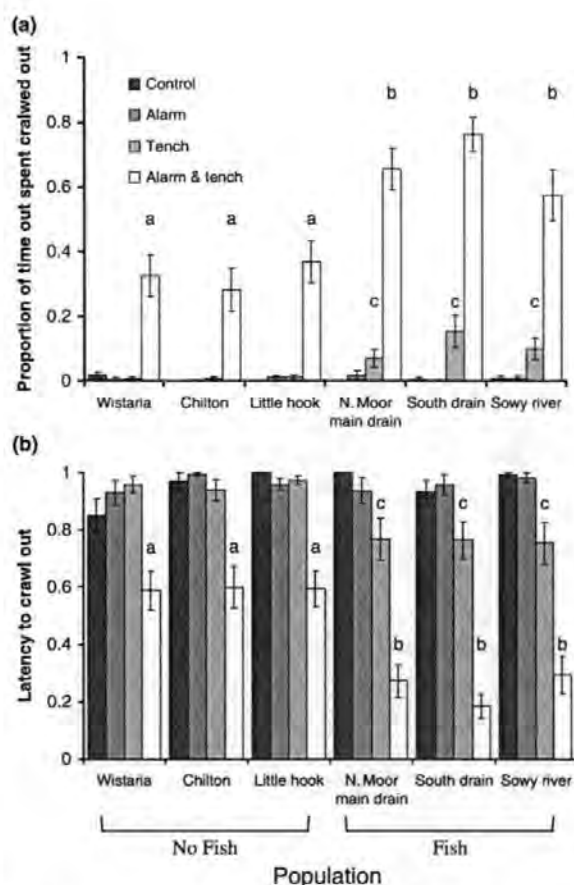 (a)
Proportion of time out spent cralwed out
1
0.8
0.6
0.4
0.2
0
Control
Alarm
Tench
Alarm & tench
a
a
a
b
b
b
c
c
c
Wistaria
Chilton
Little hook
N. Moor
main drain
South drain
Sowy river
(b)
Latency to crawl out
1
0.8
0.6
0.4
0.2
0
a
a
a
c
c
c
b
b
b
Wistaria
Chilton
Little hook
N. Moor
main drain
South drain
Sowy river
No Fish
Fish
Population